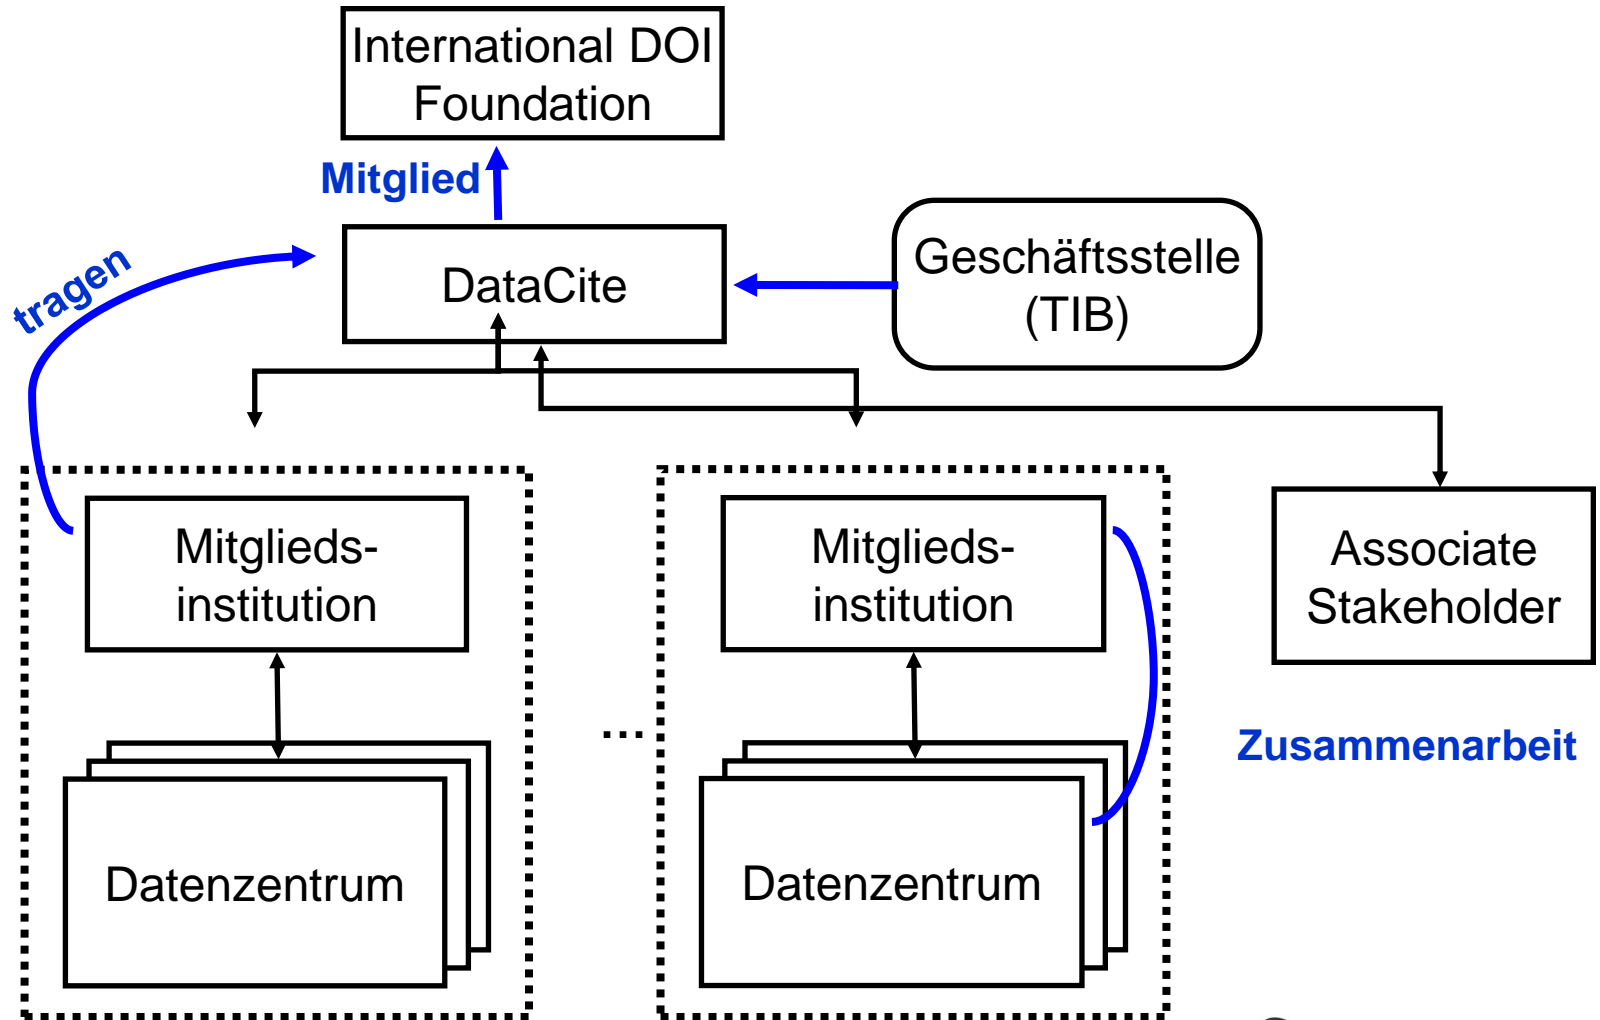 International DOI
Foundation
Mitglied
tragen
DataCite
Geschäftsstelle
(TIB)
Mitglieds-
institution
Mitglieds-
institution
Associate
Stakeholder
...
Zusammenarbeit
Datenzentrum
Datenzentrum